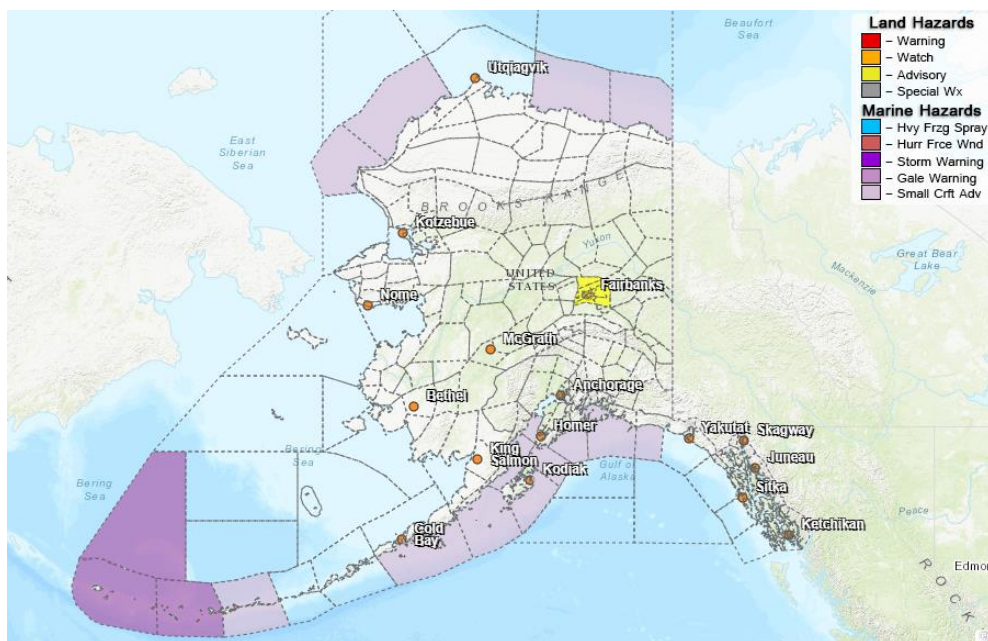 Land Hazards
– Warning
– Watch
– Advisory
– Special Wx
Marine Hazards
– Hvy Frzg Spray
– Hurr Frce Wnd
– Storm Warning
– Gale Warning
– Small Crft Adv
Beaufort
Sea
Utqiagvik
East
Siberian
Sea
BROOKS RANGE
Kotzebue
Yukon
Great Bear
Lake
Mackenzie
UNITED
STATES
Fairbanks
Nome
McGrath
Anchorage
Bethel
Homer
Yakutat
Skagway
King
Salmon
Kodiak
Gulf of
Alaska
Juneau
Bering
Sea
Bering
Sea
Sitka
Peace
Ketchikan
Cold
Bay
ROCK
Edmo